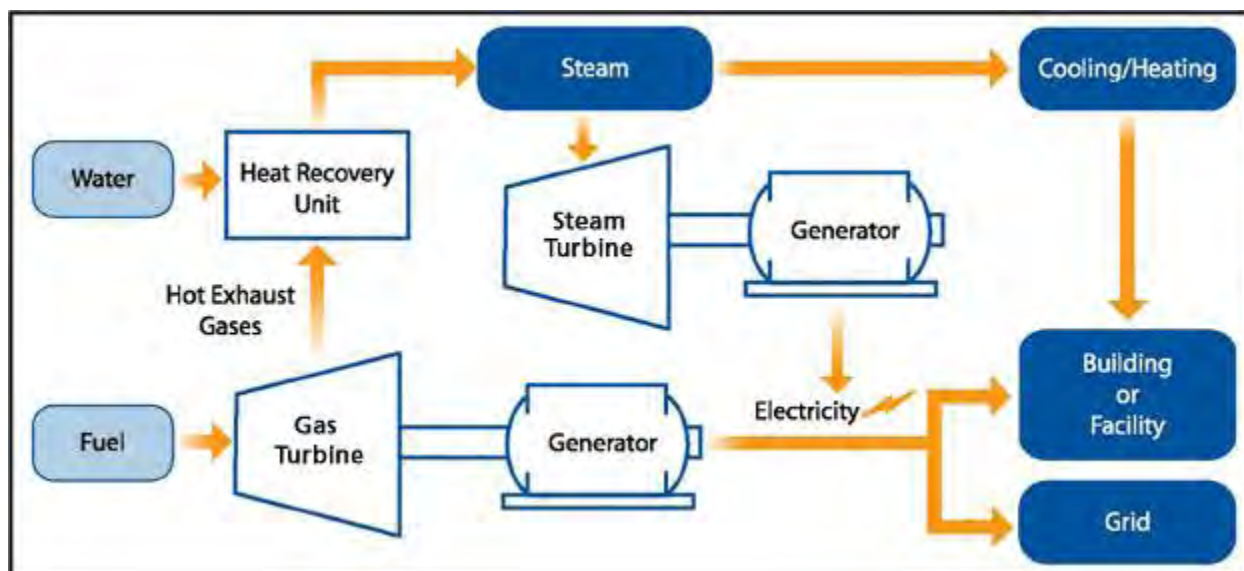 Steam
Cooling/Heating
Water
Heat Recovery
Unit
Steam
Turbine
Generator
Hot Exhaust
Gases
Building
or
Facility
Electricity
Fuel
Gas
Turbine
Generator
Grid